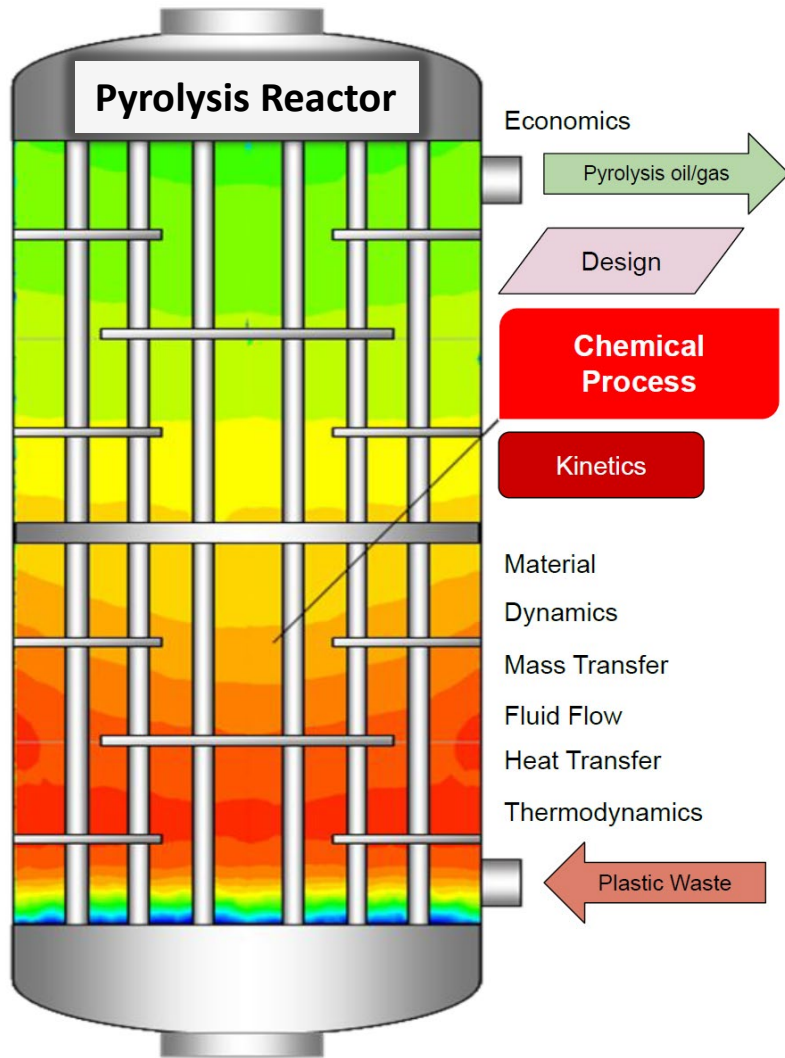 Pyrolysis Reactor
Economics
Pyrolysis oil/gas
Design
Chemical
Process
Kinetics
Material
Dynamics
Mass Transfer
Fluid Flow
Heat Transfer
Thermodynamics
Plastic Waste